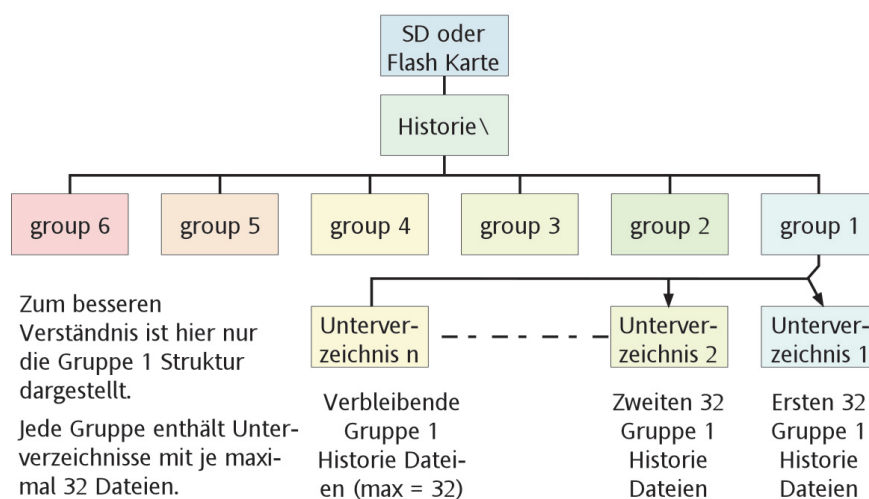 SD oder
Flash Karte
Historie\
group 6
group 5
group 4
group 3
group 2
group 1
Zum besseren
Verständnis ist hier nur
die Gruppe 1 Struktur
dargestellt.
Jede Gruppe enthält Unter-
verzeichnisse mit je maxi-
mal 32 Dateien.
Unterver-
zeichnis n
Verbleibende
Gruppe 1
Historie Datei-
en (max = 32)
Unterver-
zeichnis 2
Zweiten 32
Gruppe 1
Historie
Dateien
Unterver-
zeichnis 1
Ersten 32
Gruppe 1
Historie
Dateien